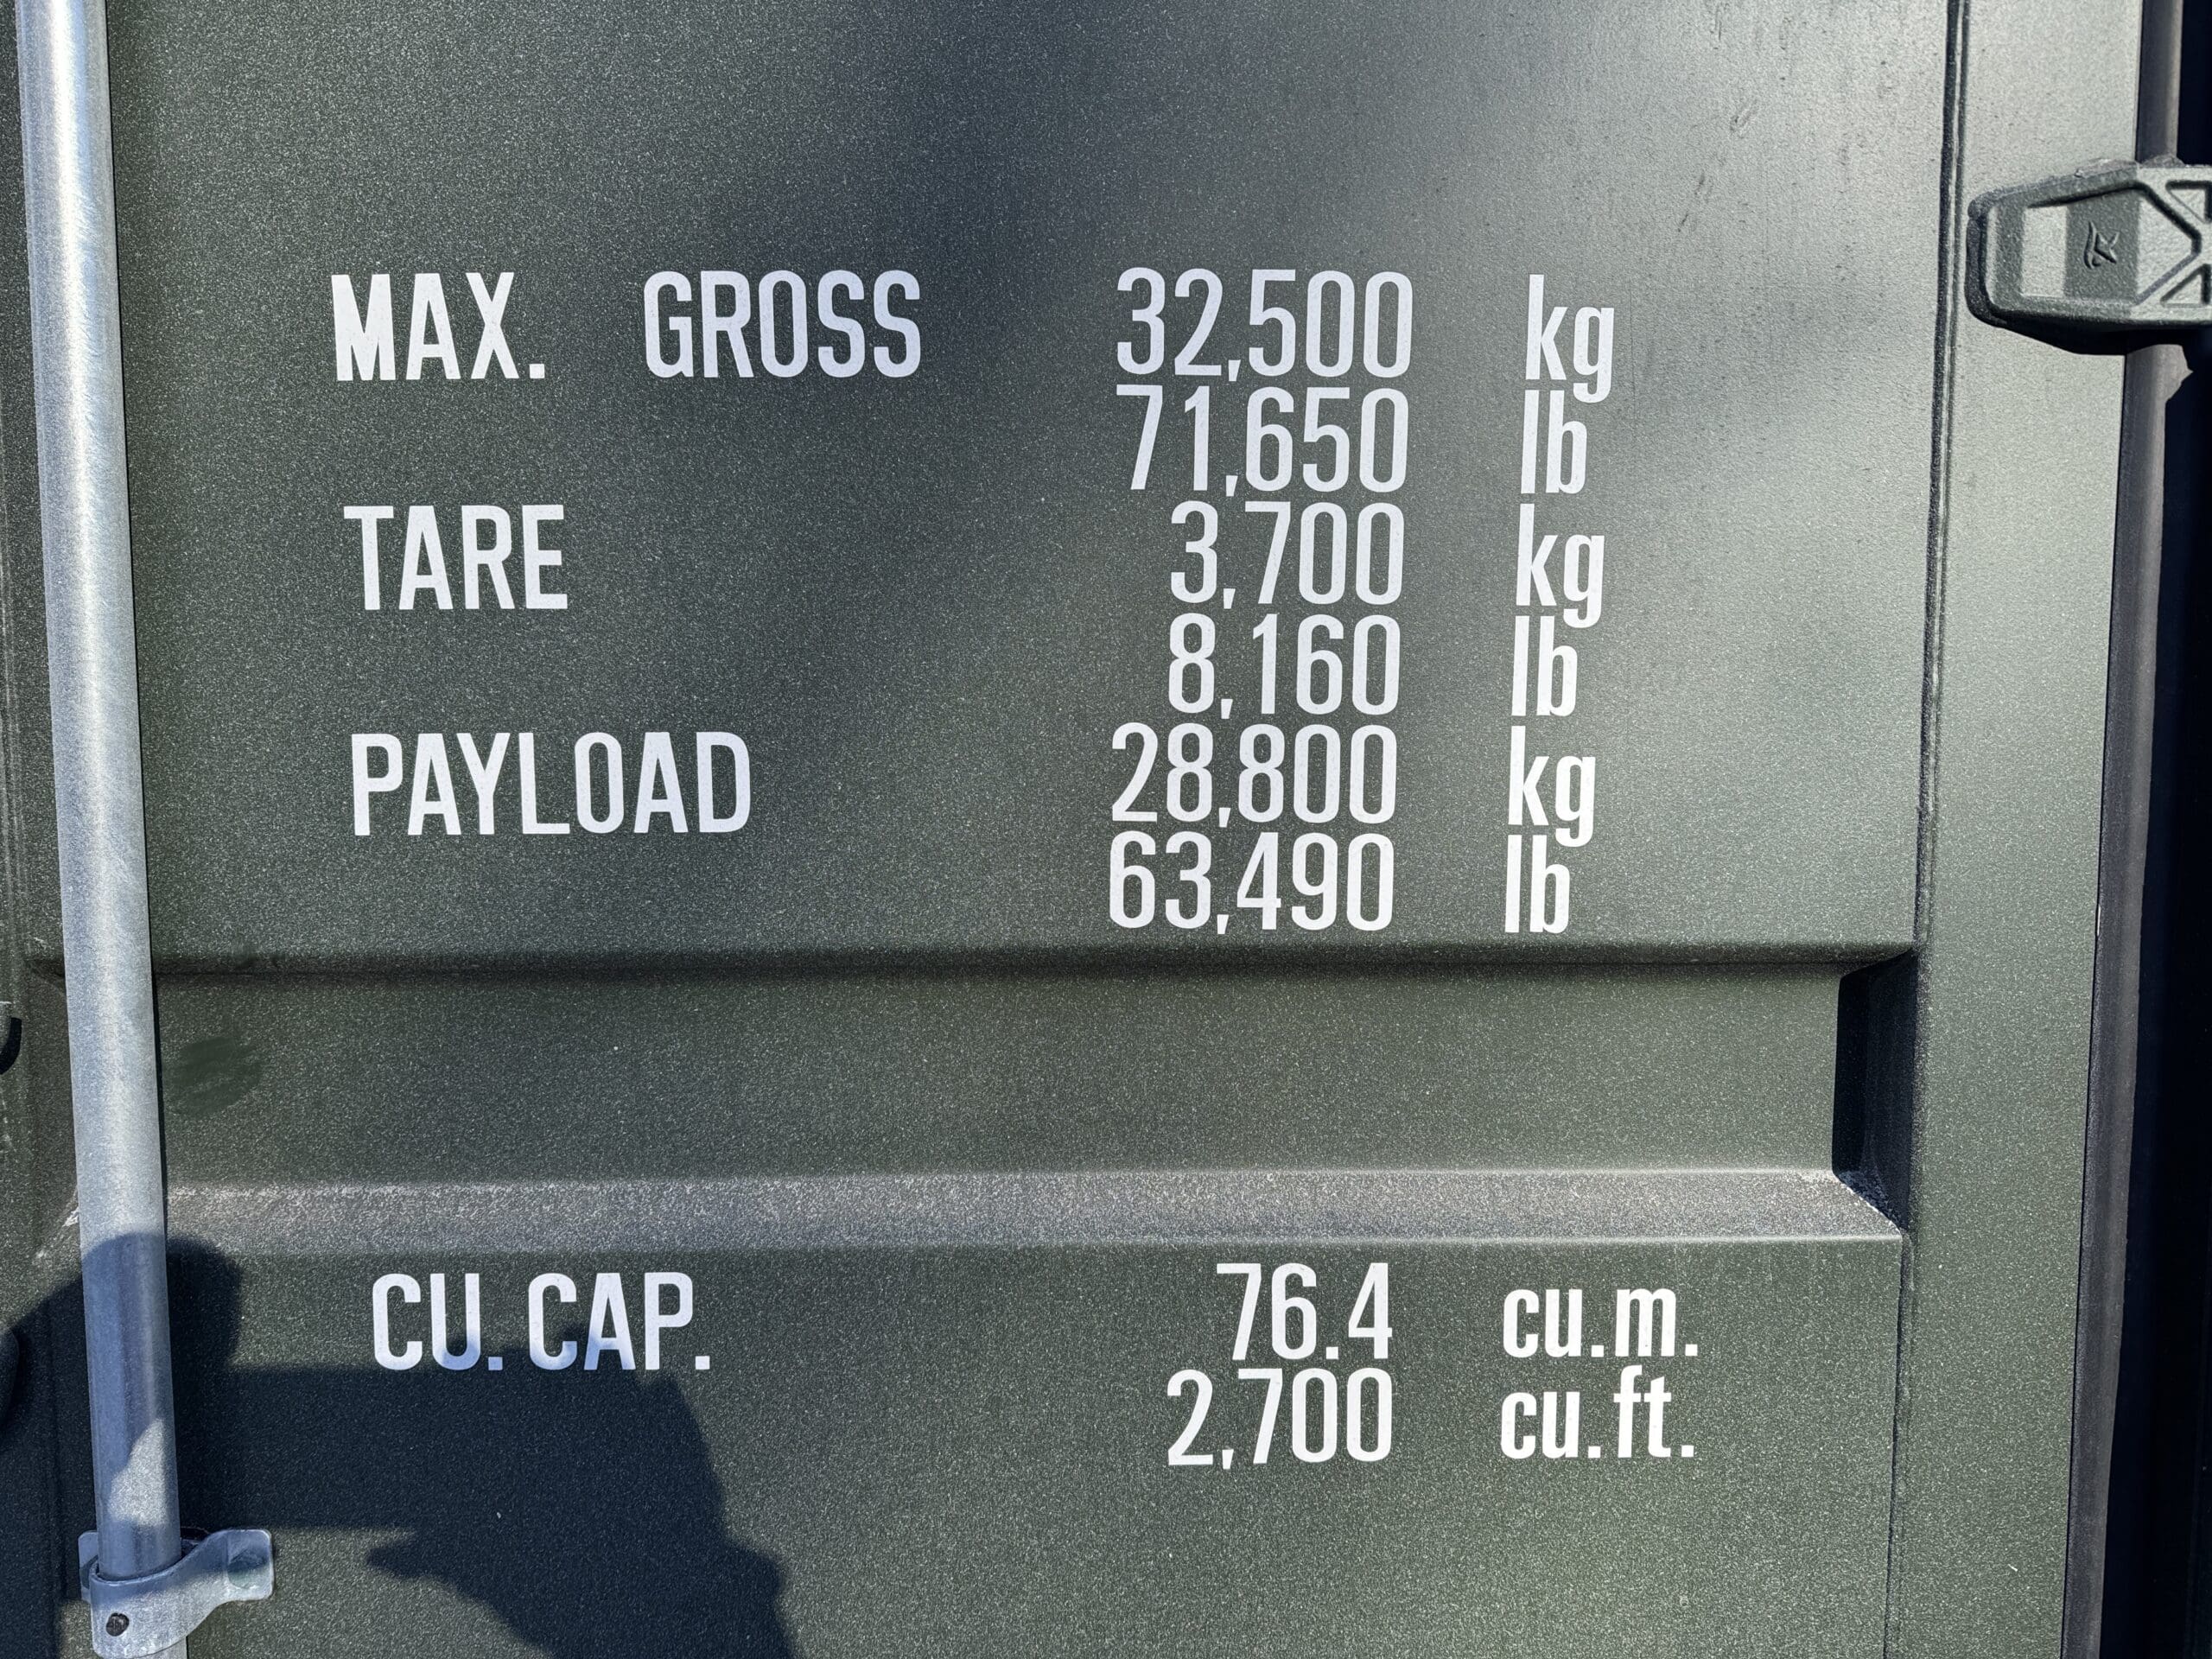 MAX. GROSS 32,500 kg
71,650 lb
TARE 3,700 kg
8,160 lb
PAYLOAD 28,800 kg
63,490 lb
CU. CAP. 76.4 cu.m.
2,700 cu.ft.